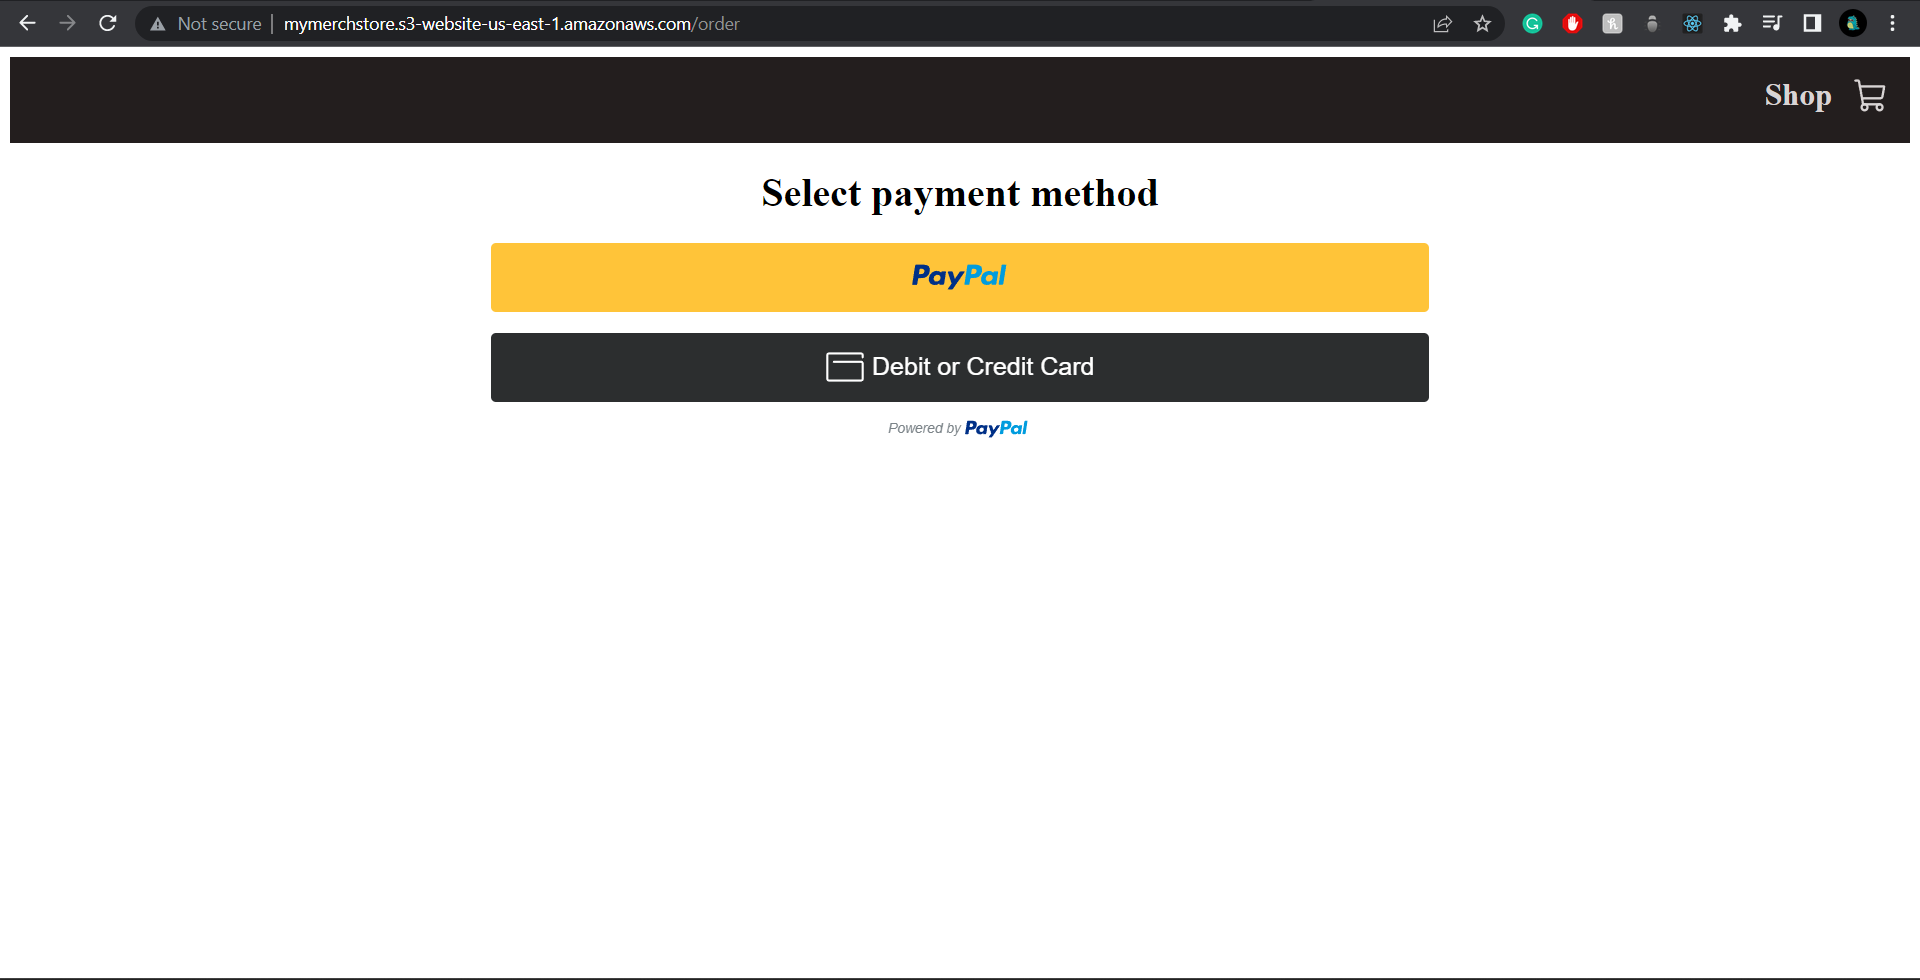 Not secure | mymerchstore.s3-website-us-east-1.amazonaws.com/order
Shop
Select payment method
PayPal
Debit or Credit Card
Powered by PayPal